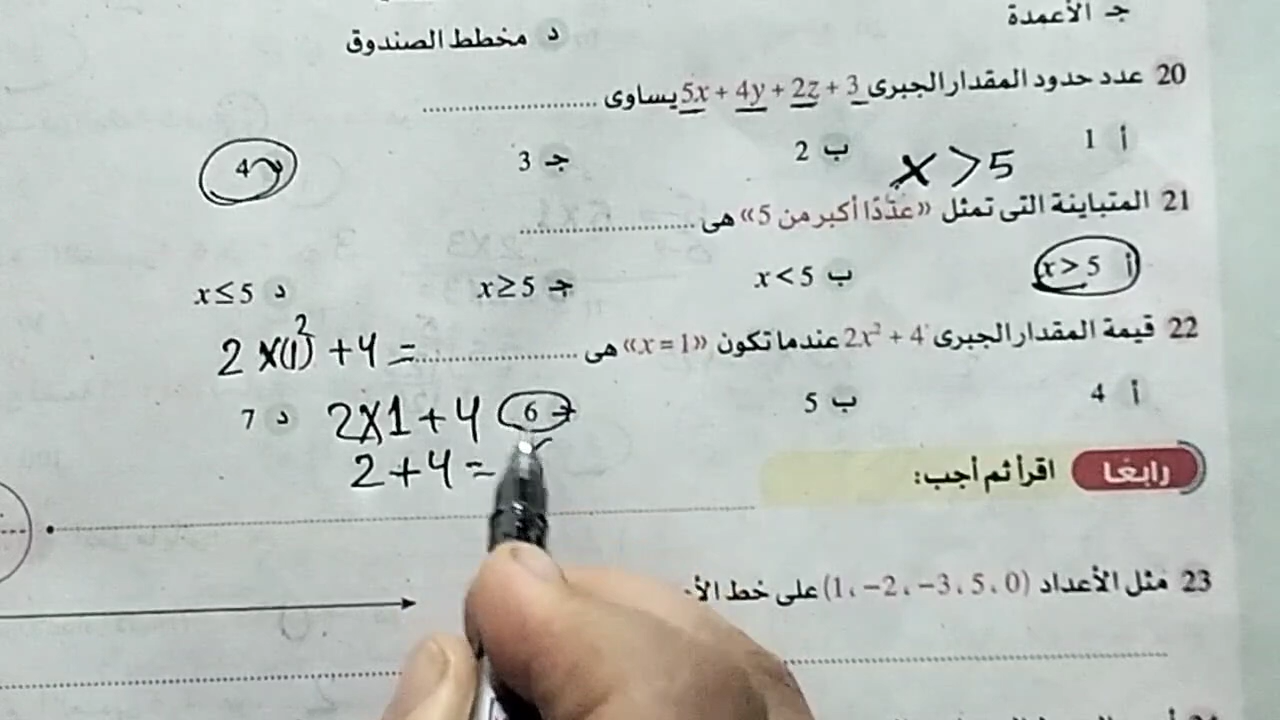 جـ الأعمدة
د مخطط الصندوق
20 عدد حدود المقدار الجبرى 5x + 4y + 2z + 3 يساوى ..............................
أ 1 ب 2 جـ 3 د 4
x > 5
21 المتباينة التى تمثل «عددًا أكبر من 5» هى ..............................
أ x > 5 ب x < 5 جـ x ≥ 5 د x ≤ 5
22 قيمة المقدار الجبرى 2x² + 4 عندما تكون «x = 1» هى ..............................
2 × (1)² + 4 =
أ 4 ب 5 جـ 6 د 7
2 × 1 + 4
2 + 4 =
رابعًا اقرأ ثم أجب:
23 مثل الأعداد (1، −2، −3، 5، 0) على خط